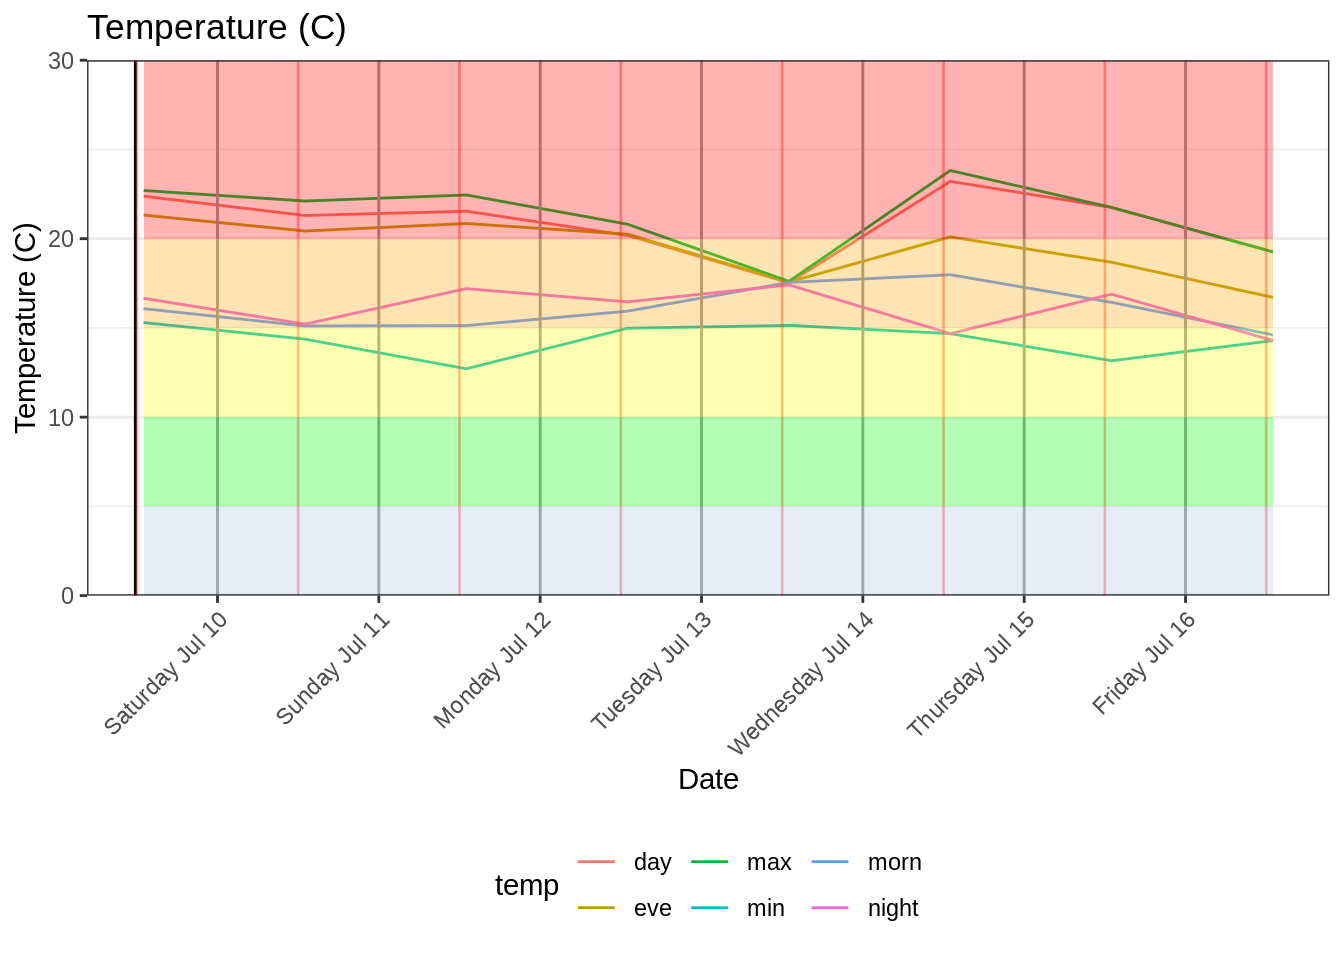 Temperature (C)
30
20
10
0
Temperature (C)
Saturday Jul 10
Sunday Jul 11
Monday Jul 12
Tuesday Jul 13
Wednesday Jul 14
Thursday Jul 15
Friday Jul 16
Date
temp
day
max
morn
eve
min
night